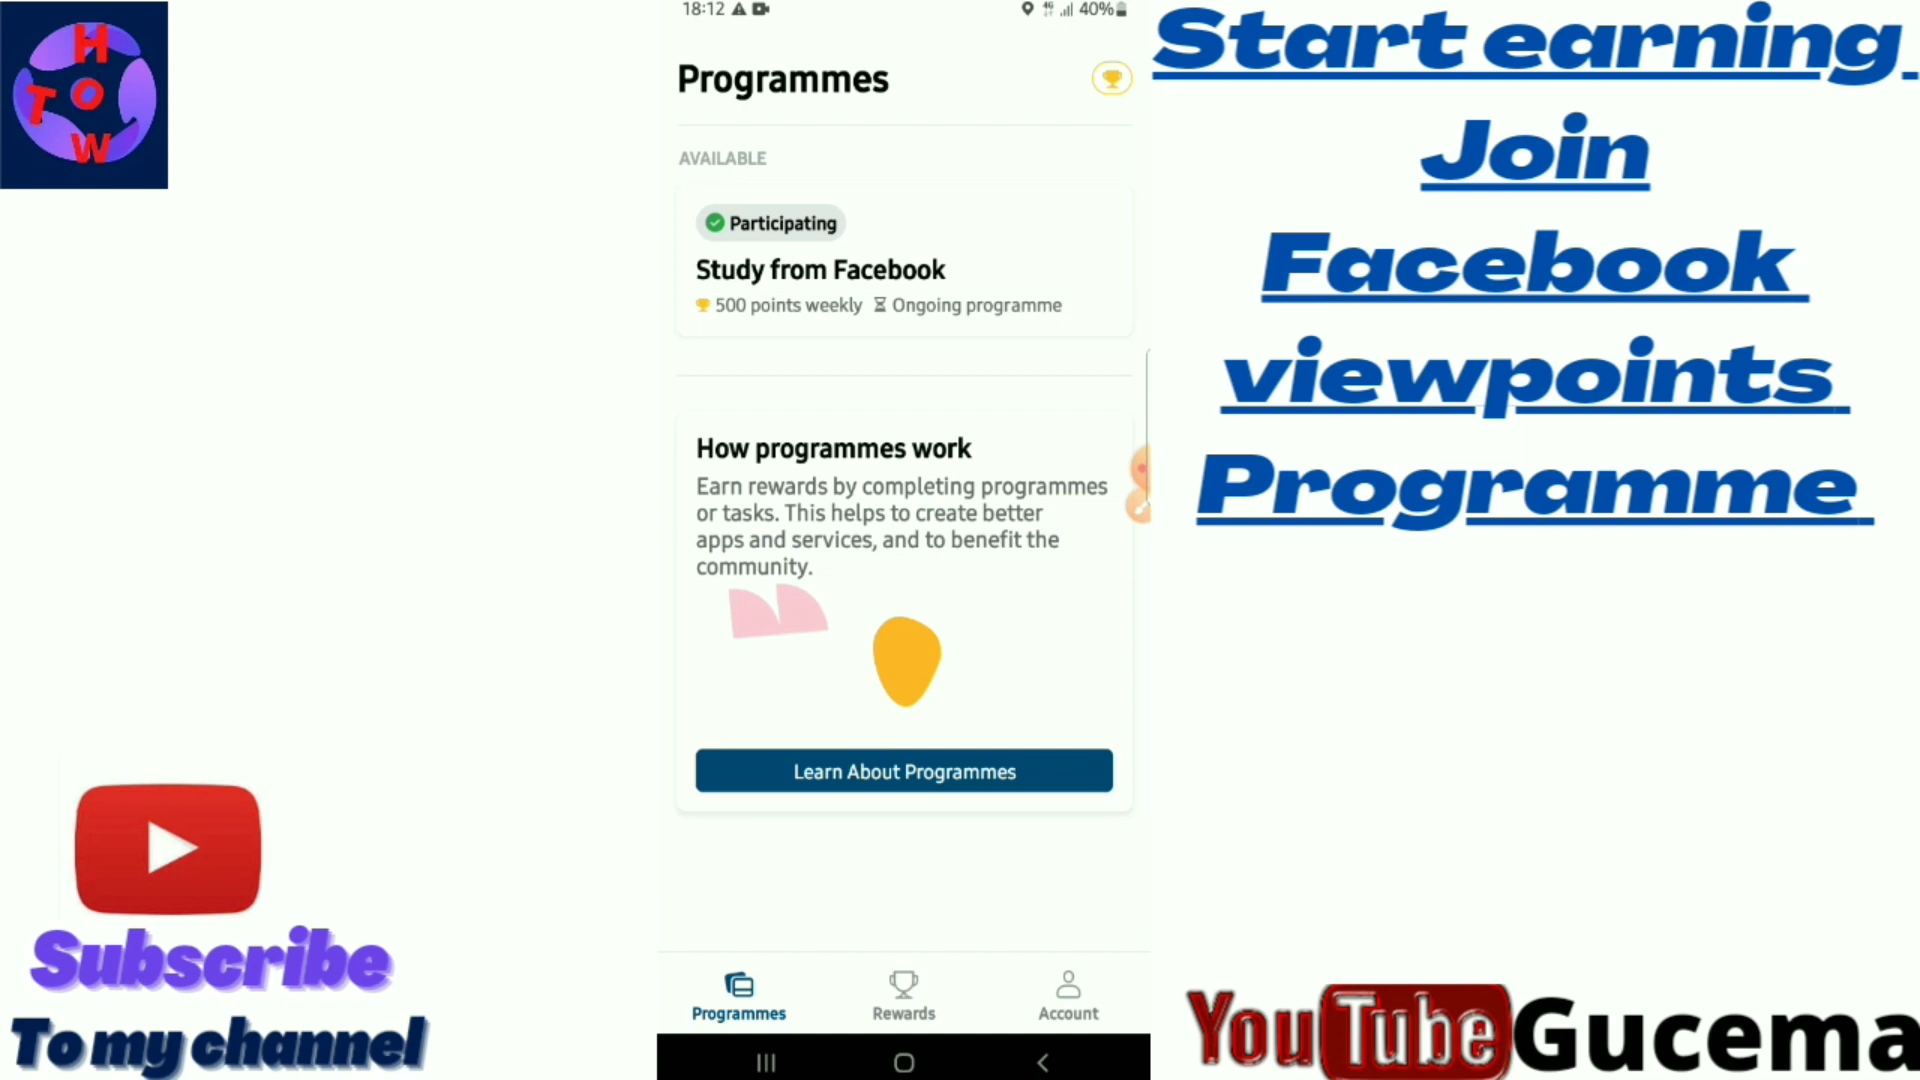 HOW
TO
18:12
4G
40%
Programmes
AVAILABLE
Participating
Study from Facebook
500 points weekly
Ongoing programme
How programmes work
Earn rewards by completing programmes
or tasks. This helps to create better
apps and services, and to benefit the
community.
Learn About Programmes
Programmes
Rewards
Account
Start earning
Join
Facebook
viewpoints
Programme
Subscribe
To my channel
YouTube Gucema